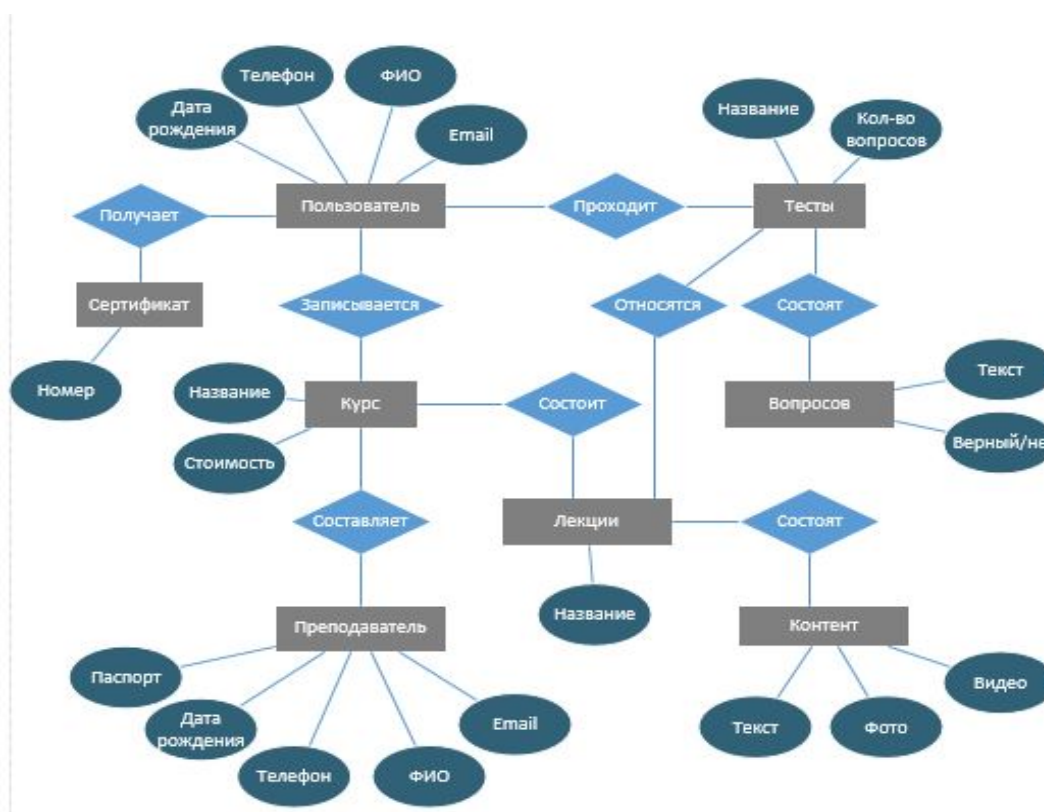 Телефон
ФИО
Дата
рождения
Email
Название
Кол-во
вопросов
Получает
Пользователь
Проходит
Тесты
Сертификат
Записывается
Относятся
Состоят
Номер
Название
Курс
Состоит
Вопросов
Текст
Верный/не
Стоимость
Составляет
Лекции
Состоят
Название
Преподаватель
Контент
Паспорт
Дата
рождения
Телефон
ФИО
Email
Текст
Фото
Видео